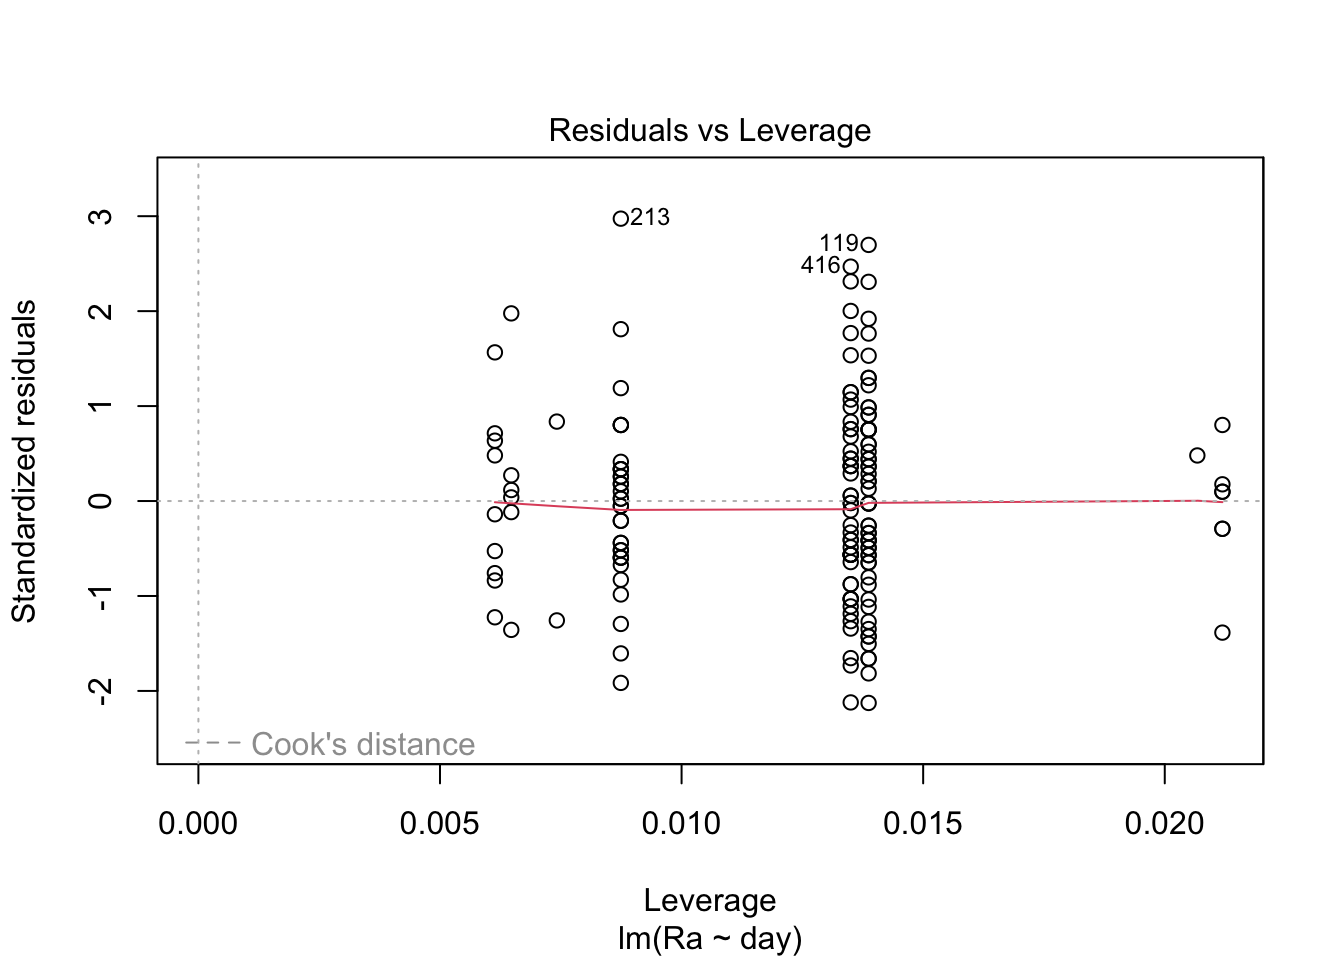 Residuals vs Leverage
3
2
1
0
-1
-2
Standardized residuals
213
119
416
Cook's distance
0.000 0.005 0.010 0.015 0.020
Leverage
lm(Ra ~ day)